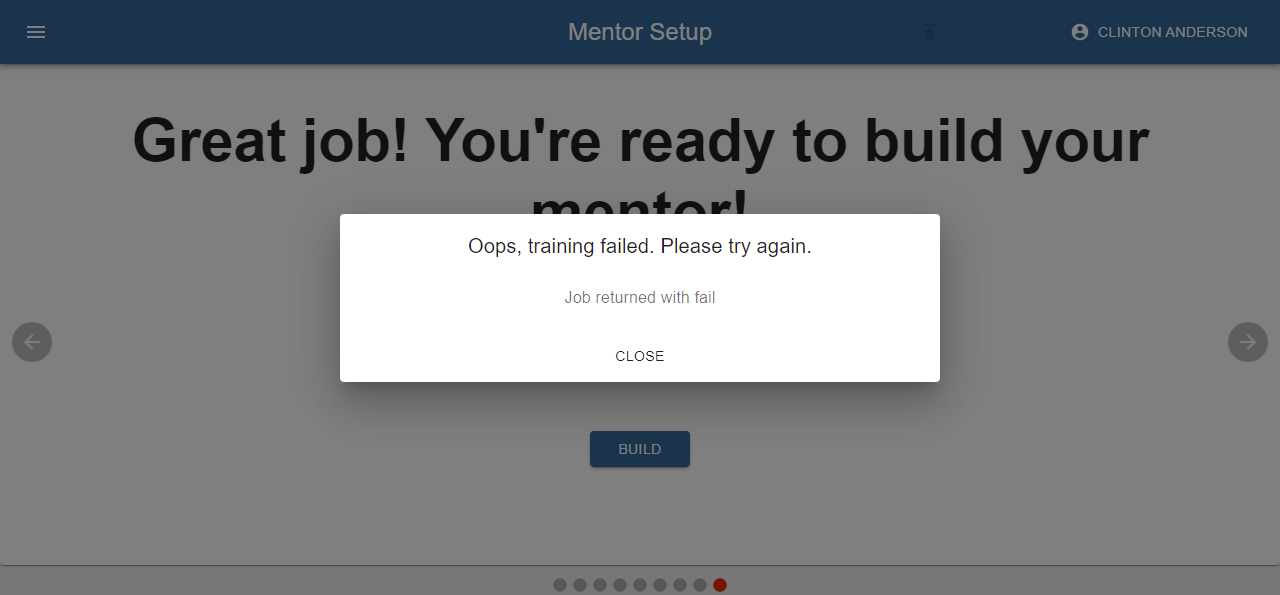 Mentor Setup
CLINTON ANDERSON
Great job! You're ready to build your
mentor!
Oops, training failed. Please try again.
Job returned with fail
CLOSE
BUILD